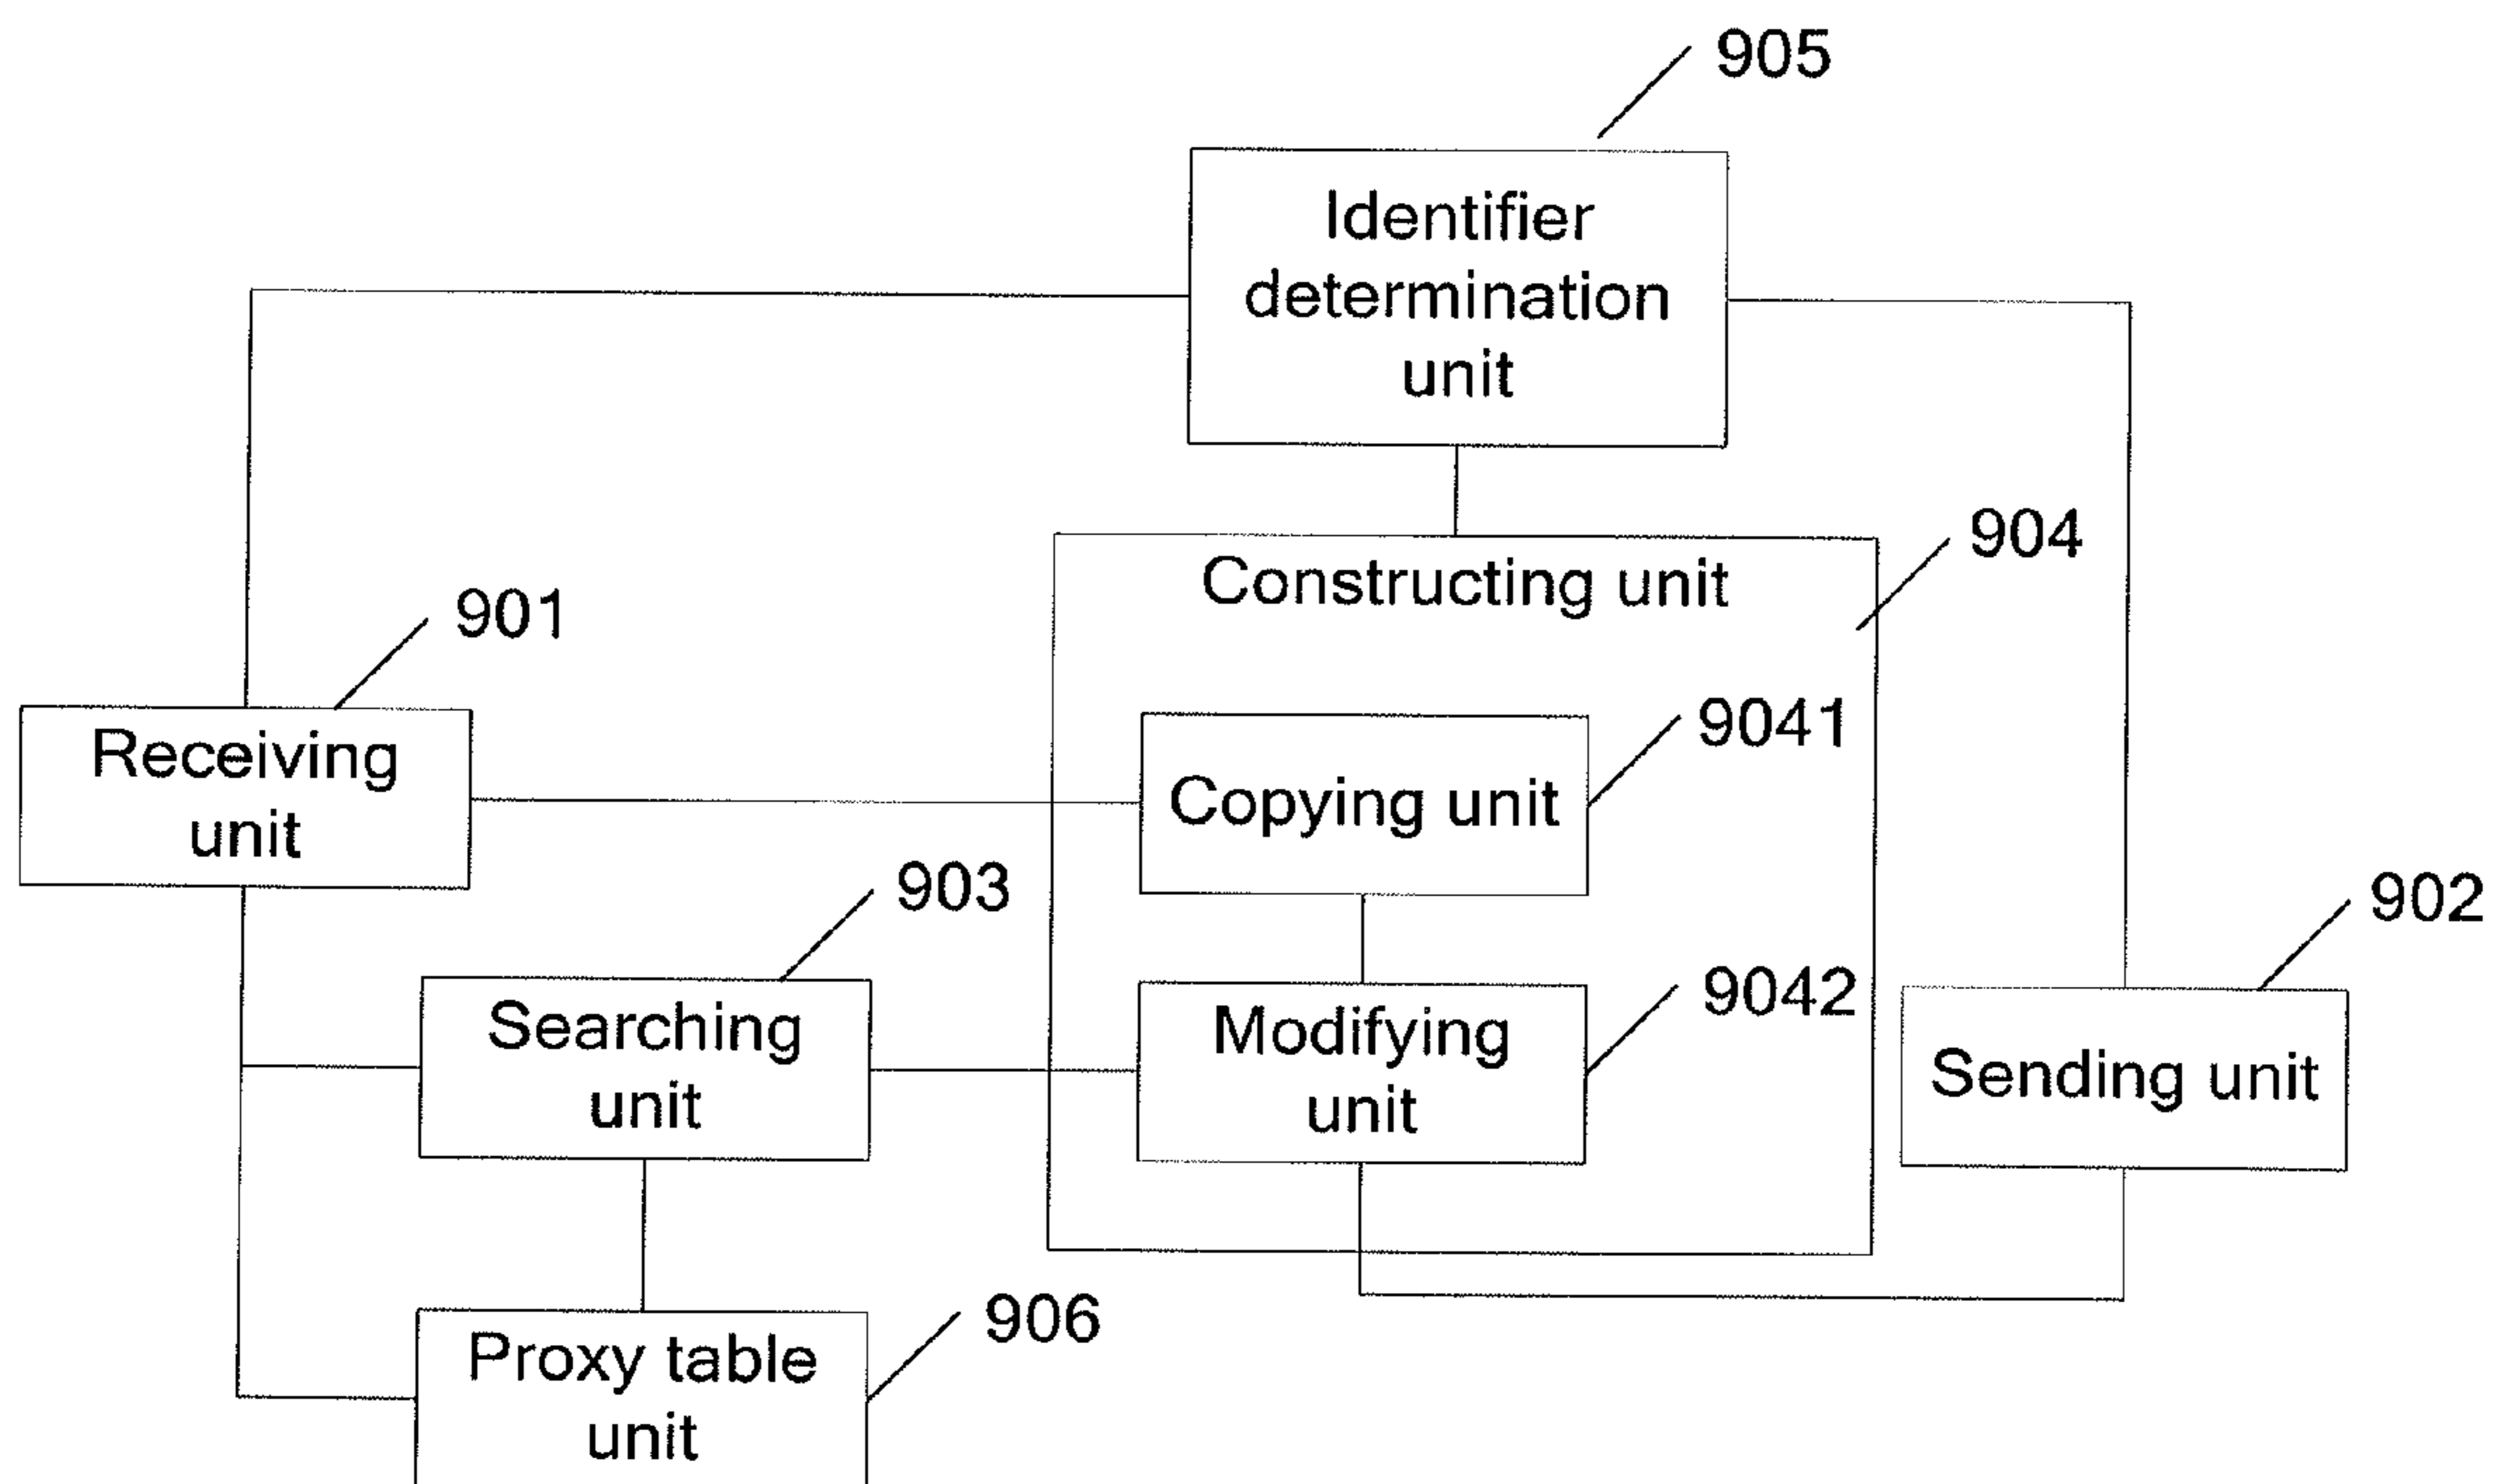 905
Identifier
determination
unit
904
Constructing unit
901
Receiving
unit
9041
Copying unit
903
Searching
unit
9042
Modifying
unit
902
Sending unit
906
Proxy table
unit